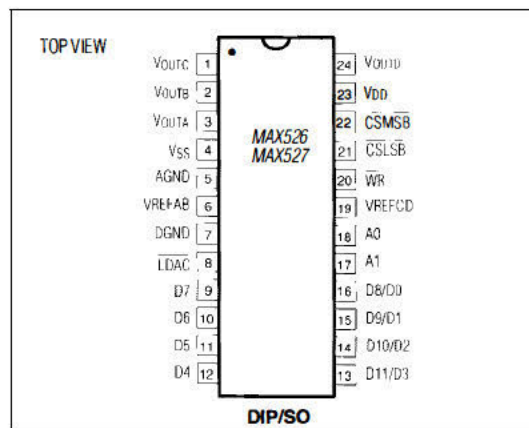 TOP VIEW
VOUTC 1
VOUTB 2
VOUTA 3
VSS 4
AGND 5
VREFAB 6
DGND 7
LDAC 8
D7 9
D6 10
D5 11
D4 12
MAX526
MAX527
24 VOUTD
23 VDD
22 CSMSB
21 CSLSB
20 WR
19 VREFCD
18 A0
17 A1
16 D8/D0
15 D9/D1
14 D10/D2
13 D11/D3
DIP/SO